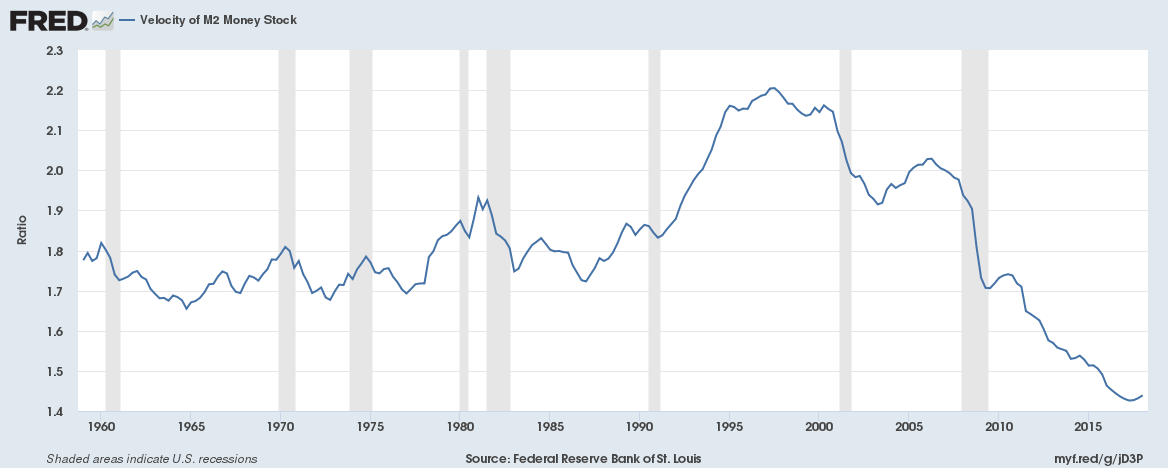 FRED
Velocity of M2 Money Stock
2.3
2.2
2.1
2.0
1.9
1.8
1.7
1.6
1.5
1.4
Ratio
1960 1965 1970 1975 1980 1985 1990 1995 2000 2005 2010 2015
Shaded areas indicate U.S. recessions
Source: Federal Reserve Bank of St. Louis
myf.red/g/jD3P